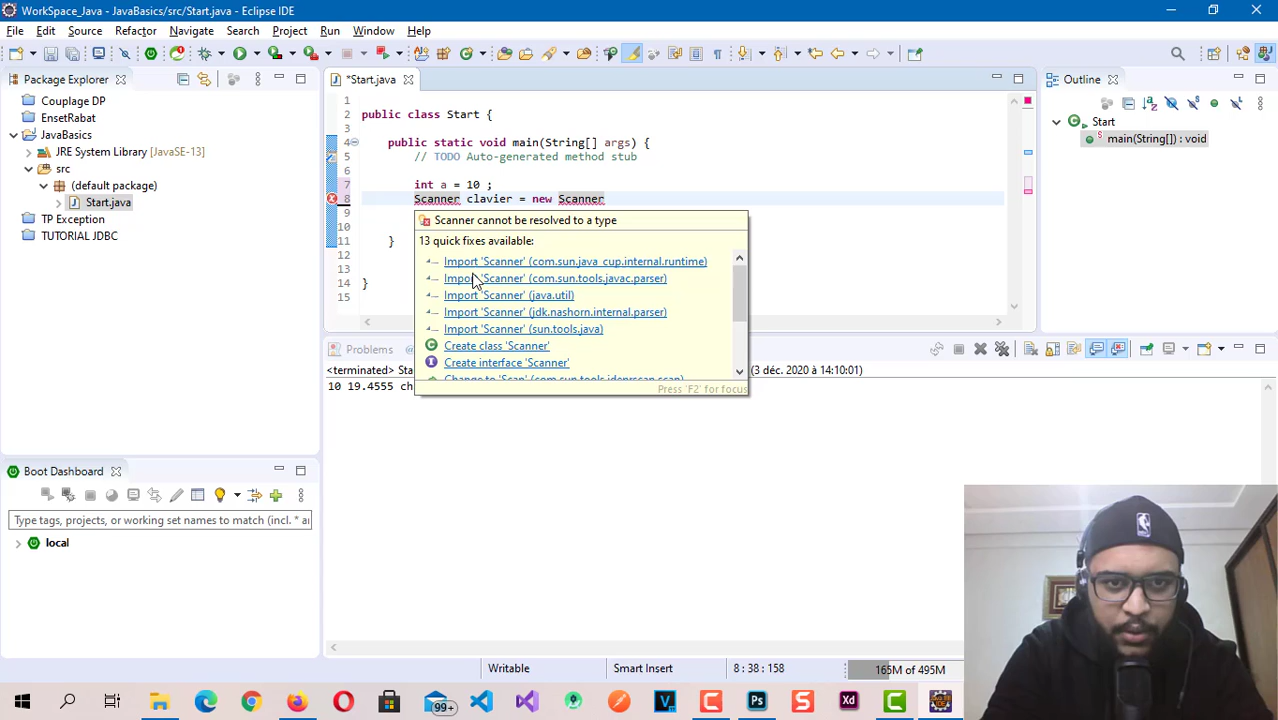 WorkSpace_Java - JavaBasics/src/Start.java - Eclipse IDE
File Edit Source Refactor Navigate Search Project Run Window Help
Package Explorer
Couplage DP
EnsetRabat
JavaBasics
JRE System Library [JavaSE-13]
src
(default package)
Start.java
TP Exception
TUTORIAL JDBC
*Start.java
1
2 public class Start {
3
4 public static void main(String[] args) {
5 // TODO Auto-generated method stub
7 int a = 10 ;
8 Scanner clavier = new Scanner
9
11 }
12
13
14 }
15
Scanner cannot be resolved to a type
13 quick fixes available:
Import 'Scanner' (com.sun.java_cup.internal.runtime)
Import 'Scanner' (com.sun.tools.javac.parser)
Import 'Scanner' (java.util)
Import 'Scanner' (jdk.nashorn.internal.parser)
Import 'Scanner' (sun.tools.java)
Create class 'Scanner'
Create interface 'Scanner'
Press 'F2' for focus
Outline
Start
main(String[]) : void
Problems
<terminated> Start
(3 déc. 2020 à 14:10:01)
10 19.4555 ch
Boot Dashboard
Type tags, projects, or working set names to match (incl. * a
local
Writable Smart Insert 8 : 38 : 158 165M of 495M
99+
Ps
Xd